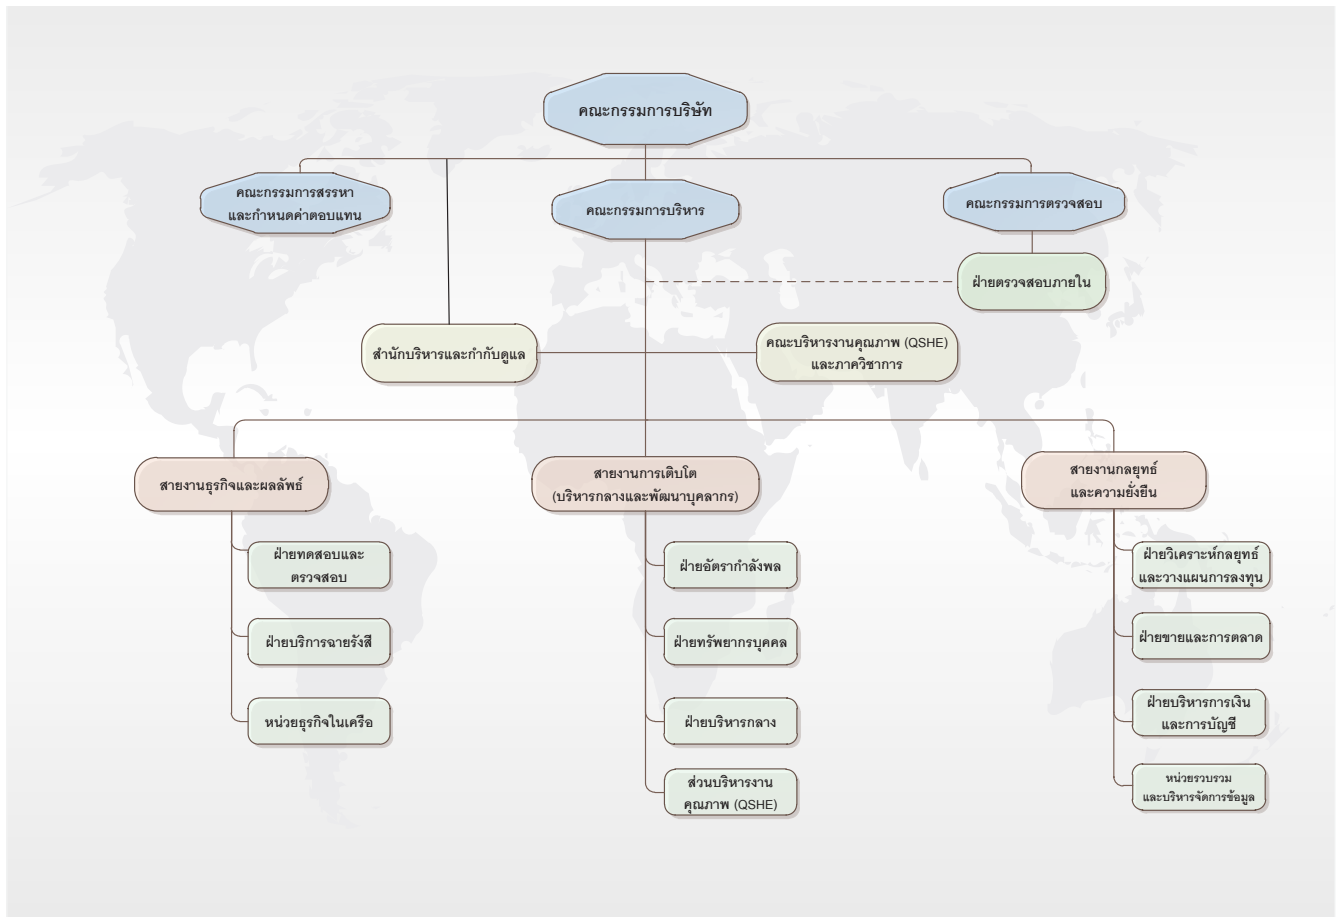 คณะกรรมการบริษัท
คณะกรรมการสรรหา
และกำหนดค่าตอบแทน
คณะกรรมการบริหาร
คณะกรรมการตรวจสอบ
ฝ่ายตรวจสอบภายใน
สำนักบริหารและกำกับดูแล
คณะบริหารงานคุณภาพ (QSHE)
และภาควิชาการ
สายงานธุรกิจและผลลัพธ์
สายงานการเติบโต
(บริหารกลางและพัฒนาบุคลากร)
สายงานกลยุทธ์
และความยั่งยืน
ฝ่ายทดสอบและ
ตรวจสอบ
ฝ่ายบริการฉายรังสี
หน่วยธุรกิจในเครือ
ฝ่ายอัตรากำลังพล
ฝ่ายทรัพยากรบุคคล
ฝ่ายบริหารกลาง
ส่วนบริหารงาน
คุณภาพ (QSHE)
ฝ่ายวิเคราะห์กลยุทธ์
และวางแผนการลงทุน
ฝ่ายขายและการตลาด
ฝ่ายบริหารการเงิน
และการบัญชี
หน่วยรวบรวม
และบริหารจัดการข้อมูล